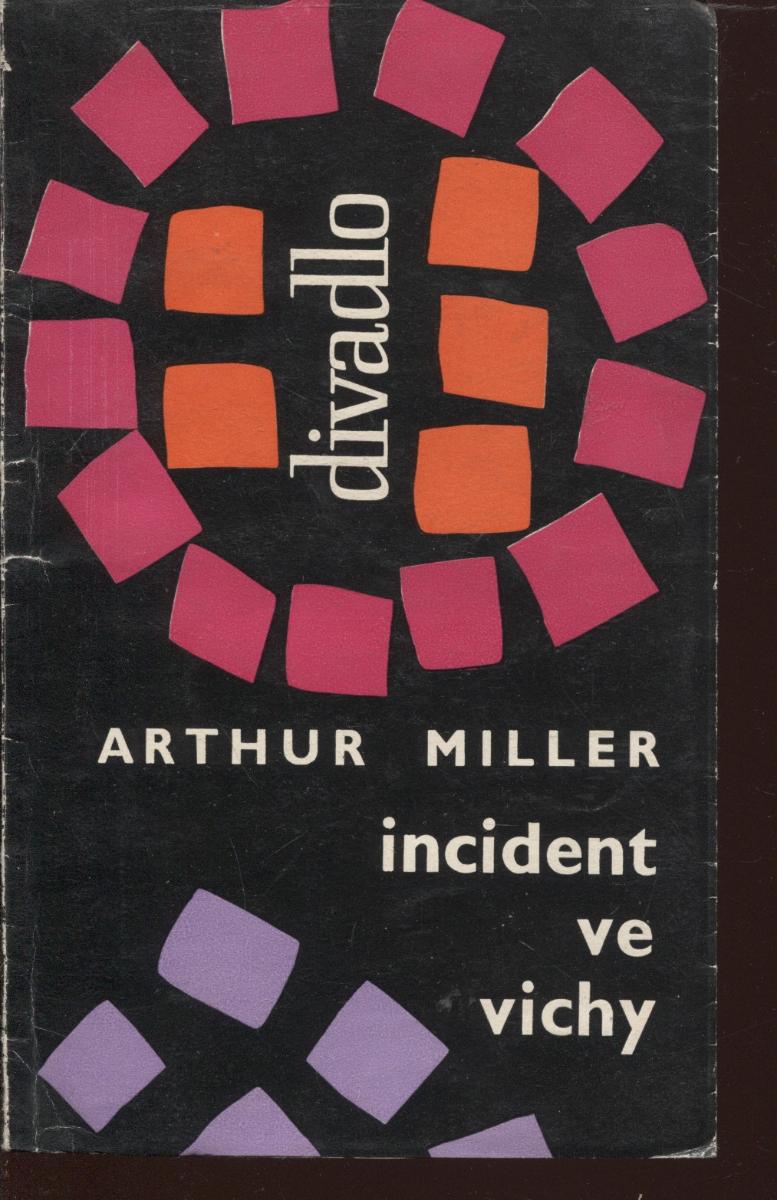 divadlo
ARTHUR MILLER
incident
ve
vichy